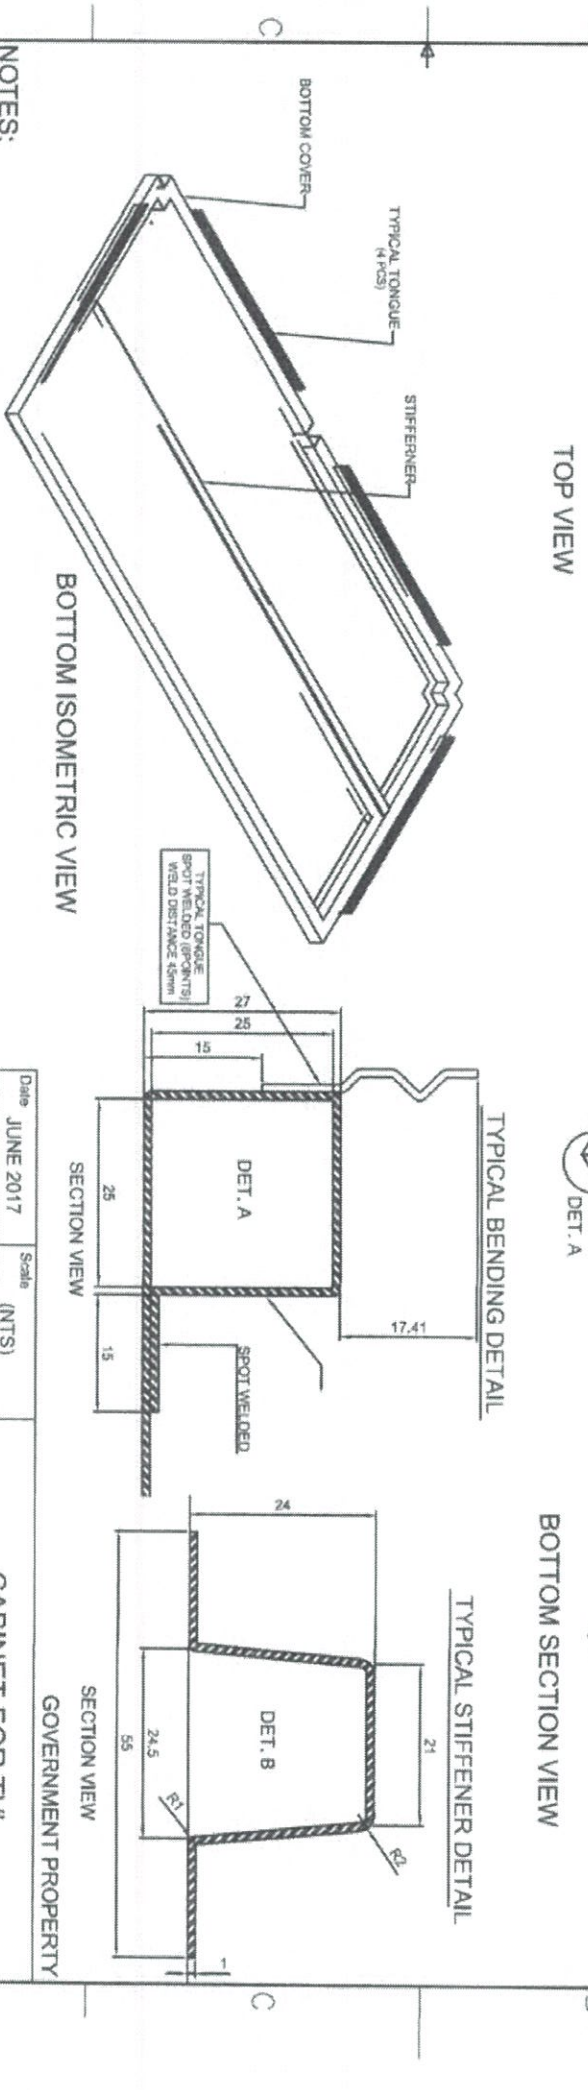 C
BOTTOM COVER
TYPICAL TONGUE
(4 PCS)
STIFFERNER
TOP VIEW
BOTTOM ISOMETRIC VIEW
NOTES:
DET. A
TYPICAL BENDING DETAIL
TYPICAL TONGUE
SPOT WELDED (8POINTS)
WELD DISTANCE 45mm
27
25
15
17,41
DET. A
25
15
SPOT WELDED
SECTION VIEW
BOTTOM SECTION VIEW
TYPICAL STIFFENER DETAIL
24
21
DET. B
R1
R2
24.5
55
1
SECTION VIEW
GOVERNMENT PROPERTY
Date JUNE 2017
Scale (NTS)
C